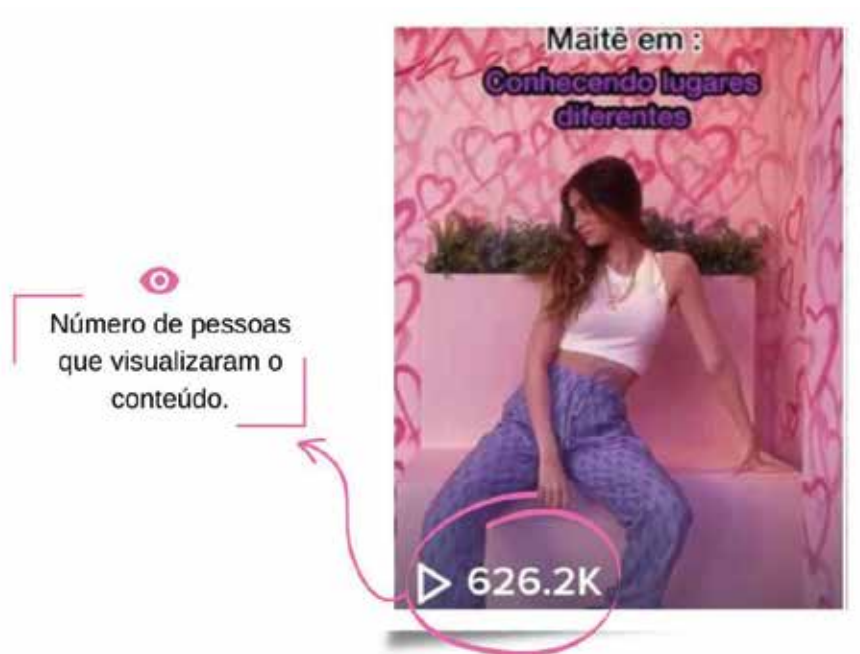 Maitê em :
Conhecendo lugares
diferentes
Número de pessoas
que visualizaram o
conteúdo.
626.2K